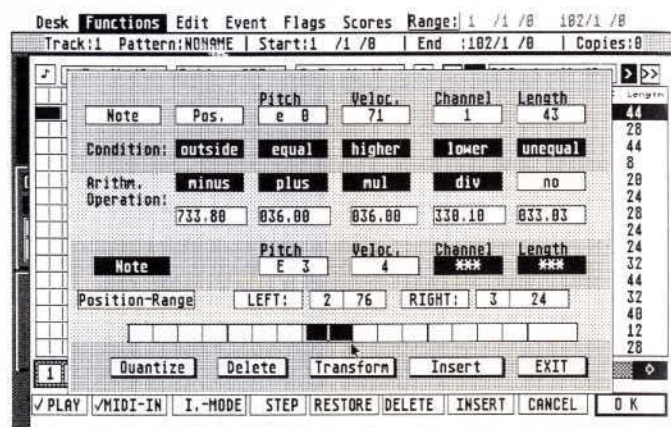 Desk Functions Edit Event Flags Scores Range: 1 /1 /0 102/1 /0
Track:1 Pattern:NONAME | Start:1 /1 /0 | End :102/1 /0 | Copies:0
Length
Pitch Veloc. Channel Length
Note Pos. e 0 71 1 43
Condition: outside equal higher lower unequal
Arithm. Operation: minus plus mul div no
733.80 036.00 036.00 330.10 033.03
Pitch Veloc. Channel Length
Note E 3 4 *** ***
Position-Range LEFT: 2 76 RIGHT: 3 24
Quantize Delete Transform Insert EXIT
44
28
44
8
20
24
28
24
24
32
44
32
40
12
28
1
√ PLAY √MIDI-IN I.-MODE STEP RESTORE DELETE INSERT CANCEL O K